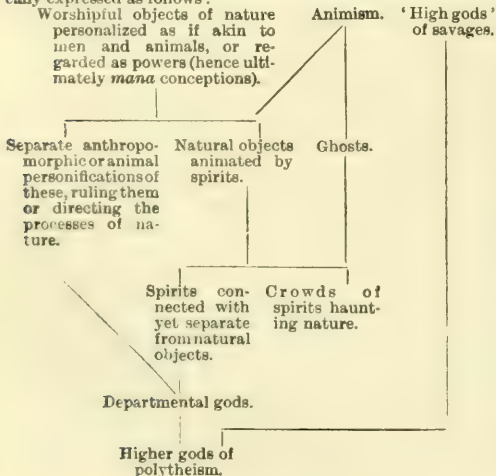 cally expressed as follows :
Worshipful objects of nature
personalized as if akin to
men and animals, or re-
garded as powers (hence ulti-
mately mana conceptions).
Animism.
‘High gods’
of savages.
Separate anthropo-
morphic or animal
personifications of
these, ruling them
or directing the
processes of na-
ture.
Natural objects
animated by
spirits.
Ghosts.
Spirits con-
nected with
yet separate
from natural
objects.
Crowds of
spirits haunt-
ing nature.
Departmental gods.
Higher gods of
polytheism.